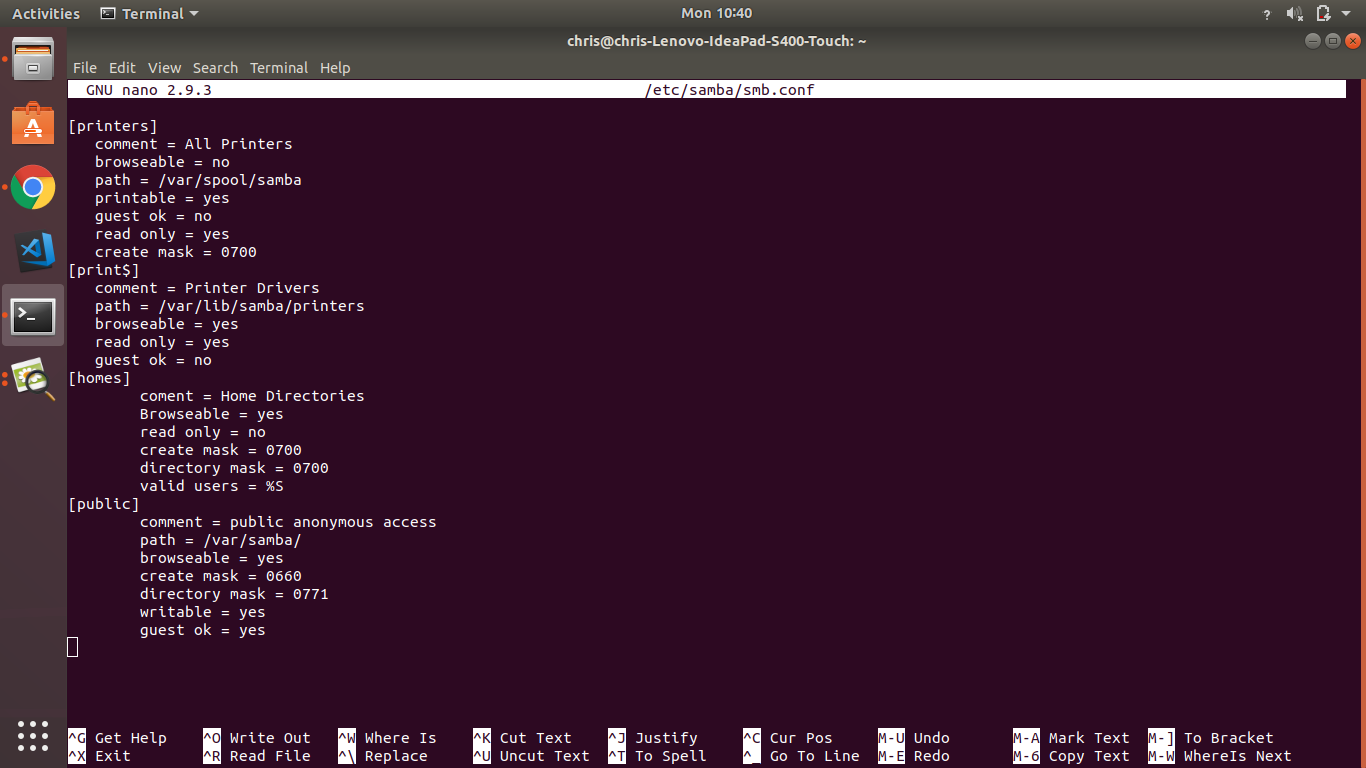 Activities Terminal Mon 10:40 ?
chris@chris-Lenovo-IdeaPad-S400-Touch: ~
File Edit View Search Terminal Help
GNU nano 2.9.3 /etc/samba/smb.conf
[printers]
comment = All Printers
browseable = no
path = /var/spool/samba
printable = yes
guest ok = no
read only = yes
create mask = 0700
[print$]
comment = Printer Drivers
path = /var/lib/samba/printers
browseable = yes
read only = yes
guest ok = no
[homes]
coment = Home Directories
Browseable = yes
read only = no
create mask = 0700
directory mask = 0700
valid users = %S
[public]
comment = public anonymous access
path = /var/samba/
browseable = yes
create mask = 0660
directory mask = 0771
writable = yes
guest ok = yes
^G Get Help ^O Write Out ^W Where Is ^K Cut Text ^J Justify ^C Cur Pos M-U Undo M-A Mark Text M-] To Bracket
^X Exit ^R Read File ^\ Replace ^U Uncut Text ^T To Spell ^_ Go To Line M-E Redo M-6 Copy Text M-W WhereIs Next